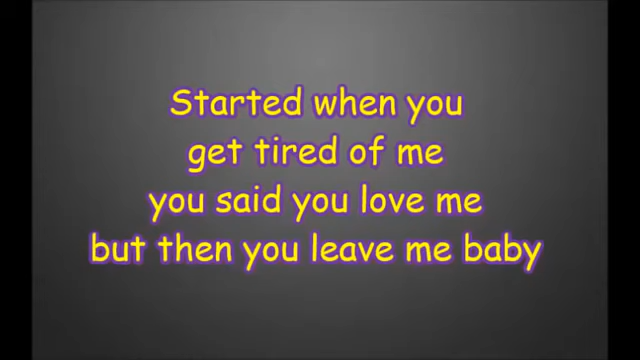 Started when you
get tired of me
you said you love me
but then you leave me baby